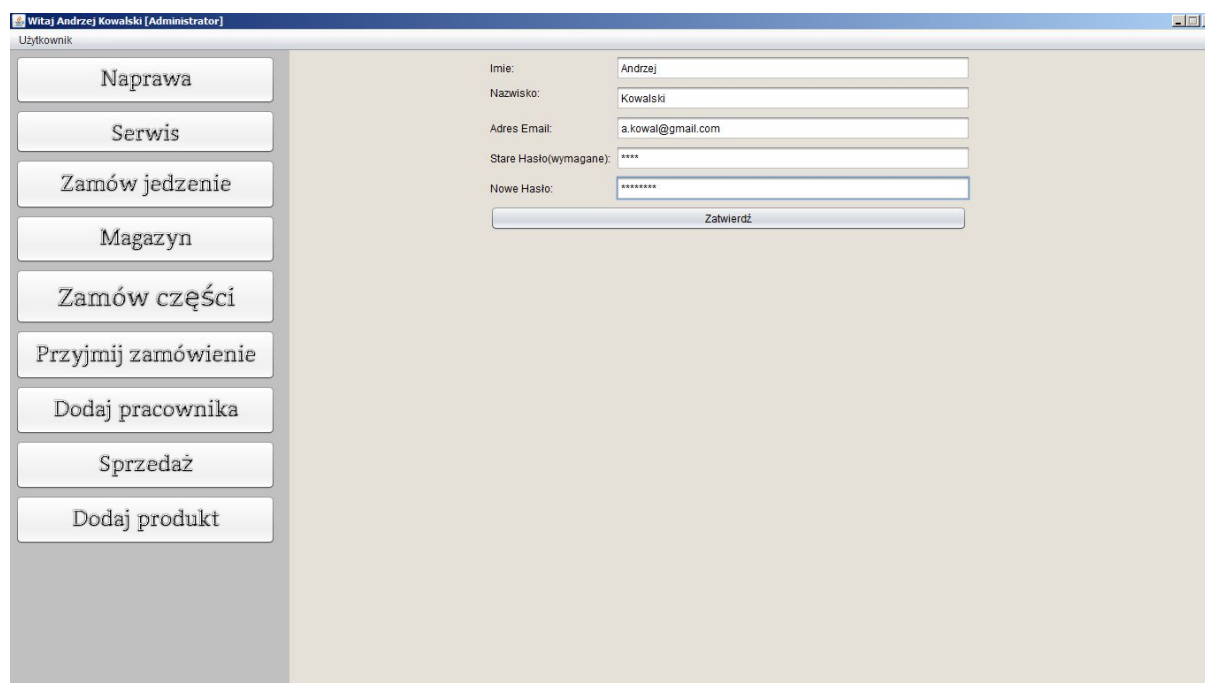 Witaj Andrzej Kowalski [Administrator]
Użytkownik
Naprawa
Serwis
Zamów jedzenie
Magazyn
Zamów części
Przyjmij zamówienie
Dodaj pracownika
Sprzedaż
Dodaj produkt
Imie: Andrzej
Nazwisko: Kowalski
Adres Email: a.kowal@gmail.com
Stare Hasło(wymagane): ****
Nowe Hasło: ********
Zatwierdź